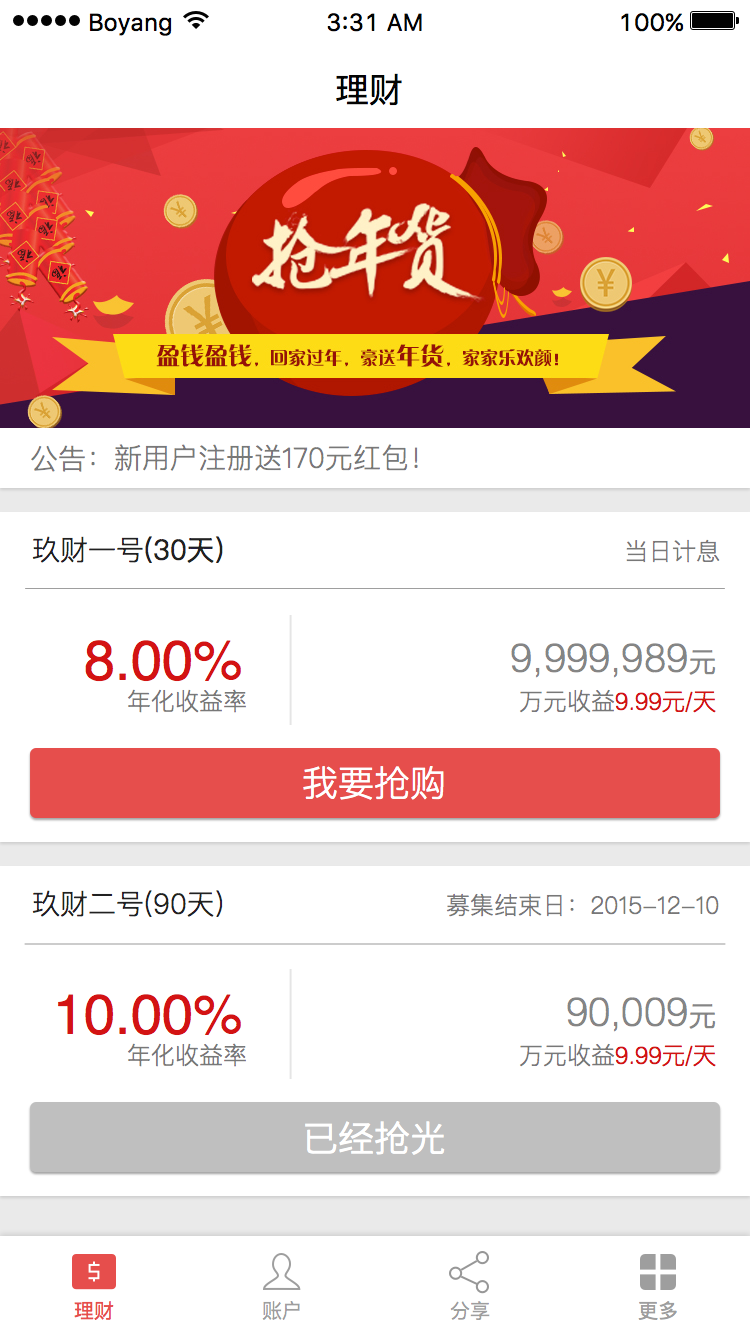 Boyang 3:31 AM 100%
理财
抢年货
盈钱盈钱，回家过年，豪送年货，家家乐欢颜！
公告：新用户注册送170元红包！
玖财一号(30天) 当日计息
8.00% 9,999,989元
年化收益率 万元收益9.99元/天
我要抢购
玖财二号(90天) 募集结束日：2015-12-10
10.00% 90,009元
年化收益率 万元收益9.99元/天
已经抢光
理财 账户 分享 更多